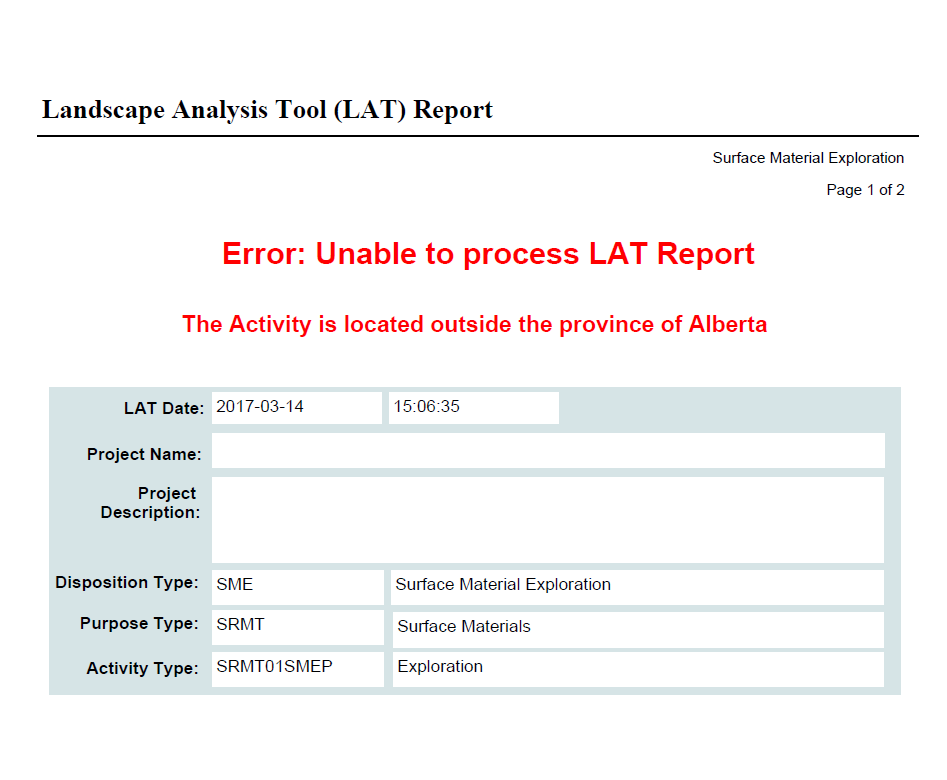 Landscape Analysis Tool (LAT) Report
Surface Material Exploration
Page 1 of 2
Error: Unable to process LAT Report
The Activity is located outside the province of Alberta
LAT Date: 2017-03-14 15:06:35
Project Name:
Project
Description:
Disposition Type: SME Surface Material Exploration
Purpose Type: SRMT Surface Materials
Activity Type: SRMT01SMEP Exploration